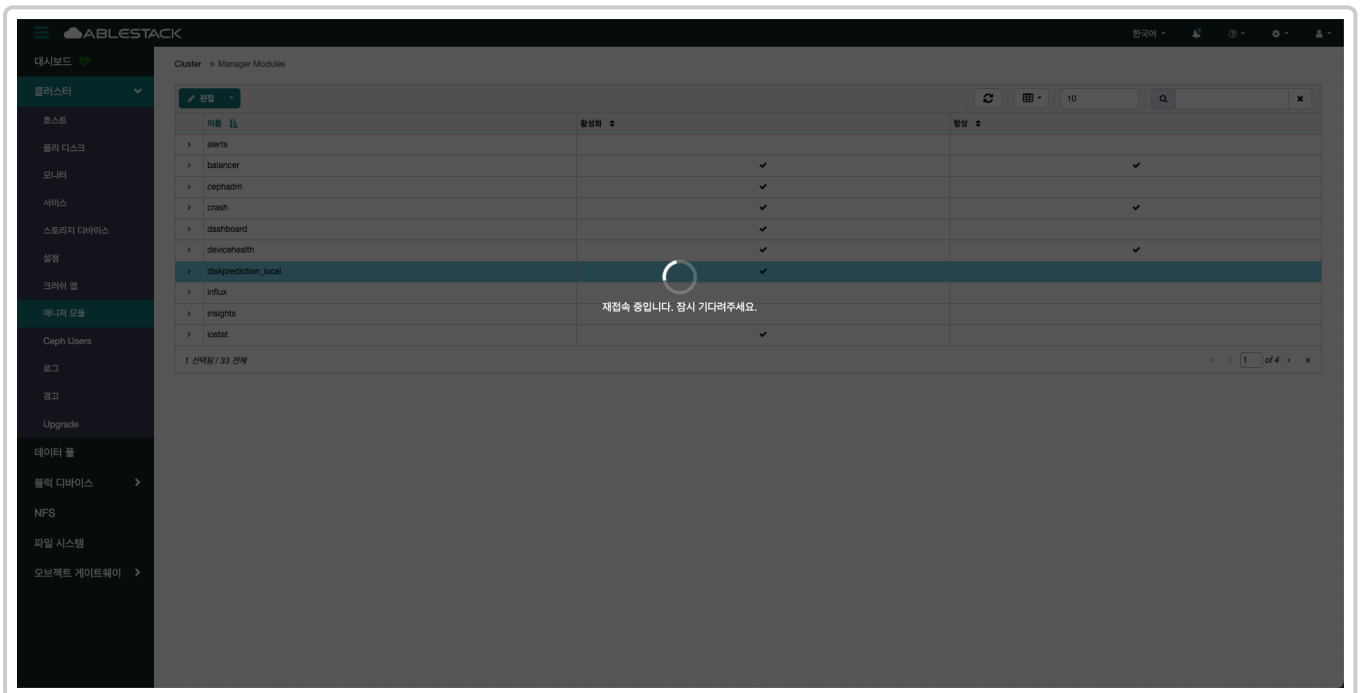 ABLESTACK
한국어
대시보드
Cluster » Manager Modules
클러스터
편집
10
호스트
이름
활성화
항상
물리 디스크
alerts
모니터
balancer
cephadm
서비스
crash
스토리지 디바이스
dashboard
설정
devicehealth
diskprediction_local
크러쉬 맵
influx
재접속 중입니다. 잠시 기다려주세요.
매니저 모듈
insights
Ceph Users
iostat
로그
1 선택됨 / 33 전체
1 of 4
경고
Upgrade
데이터 풀
블럭 디바이스
NFS
파일 시스템
오브젝트 게이트웨이